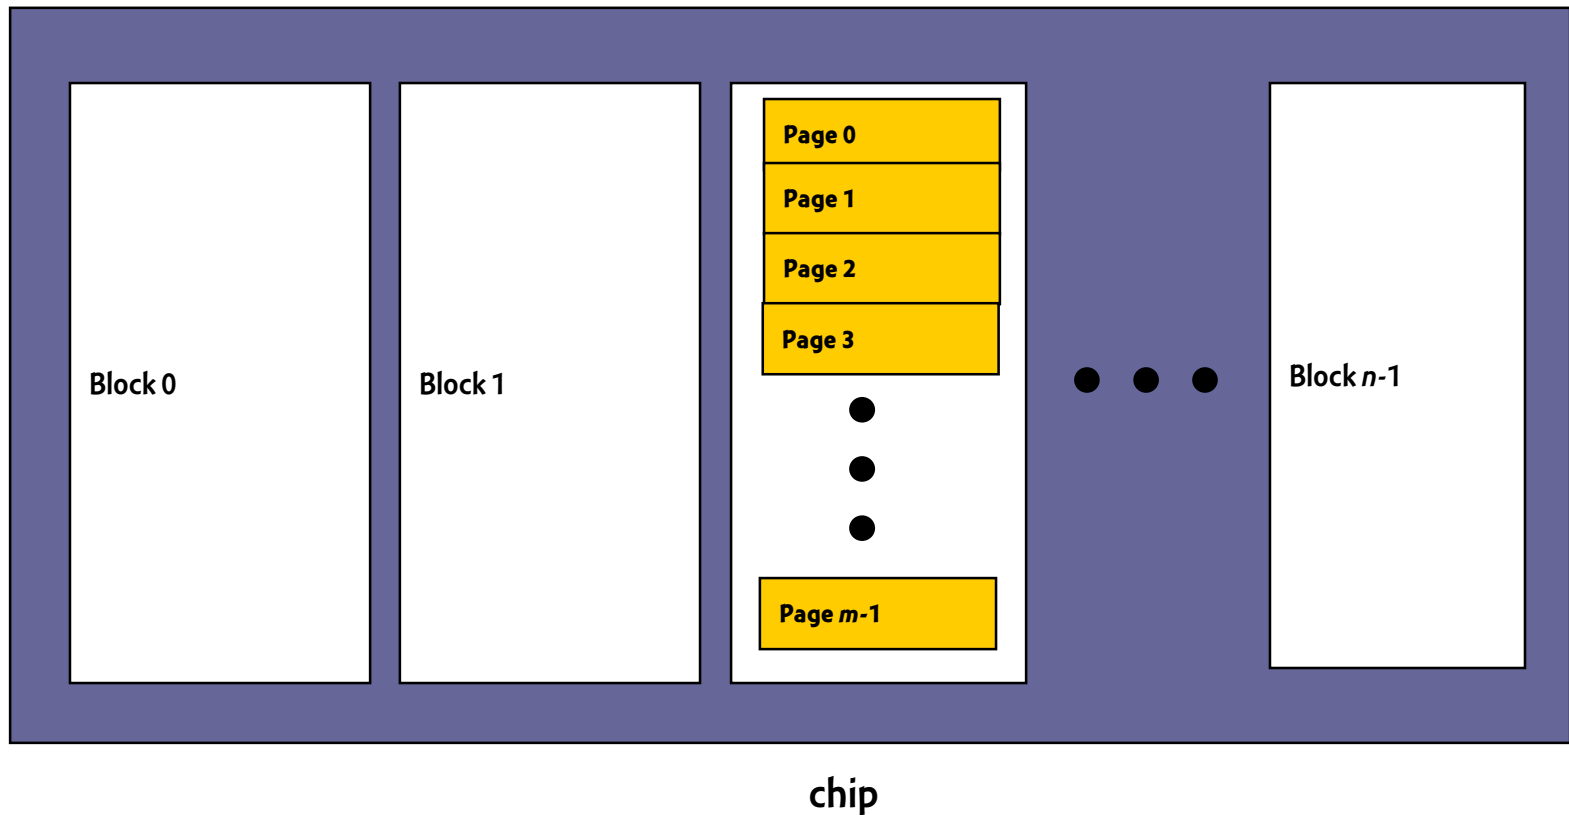 Block 0
Block 1
Page 0
Page 1
Page 2
Page 3
Page m-1
Block n-1
chip